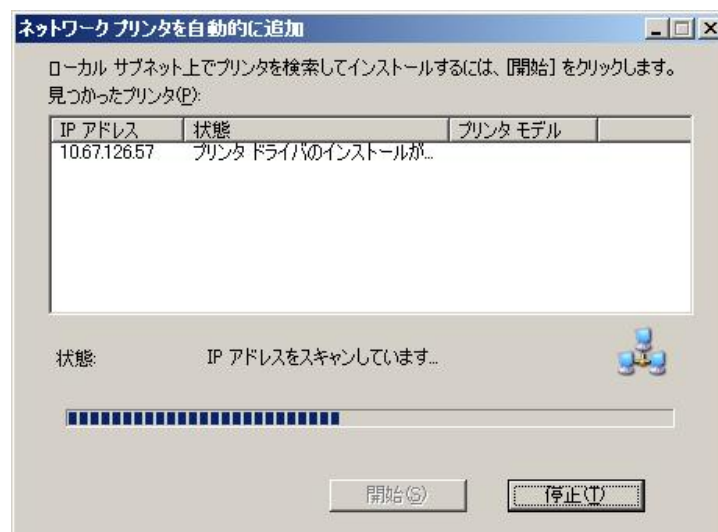 ネットワーク プリンタを自動的に追加
ローカル サブネット上でプリンタを検索してインストールするには、[開始] をクリックします。
見つかったプリンタ(P):
IP アドレス 状態 プリンタ モデル
10.67.126.57 プリンタ ドライバのインストールが...
状態: IP アドレスをスキャンしています...
開始(S) 停止(T)